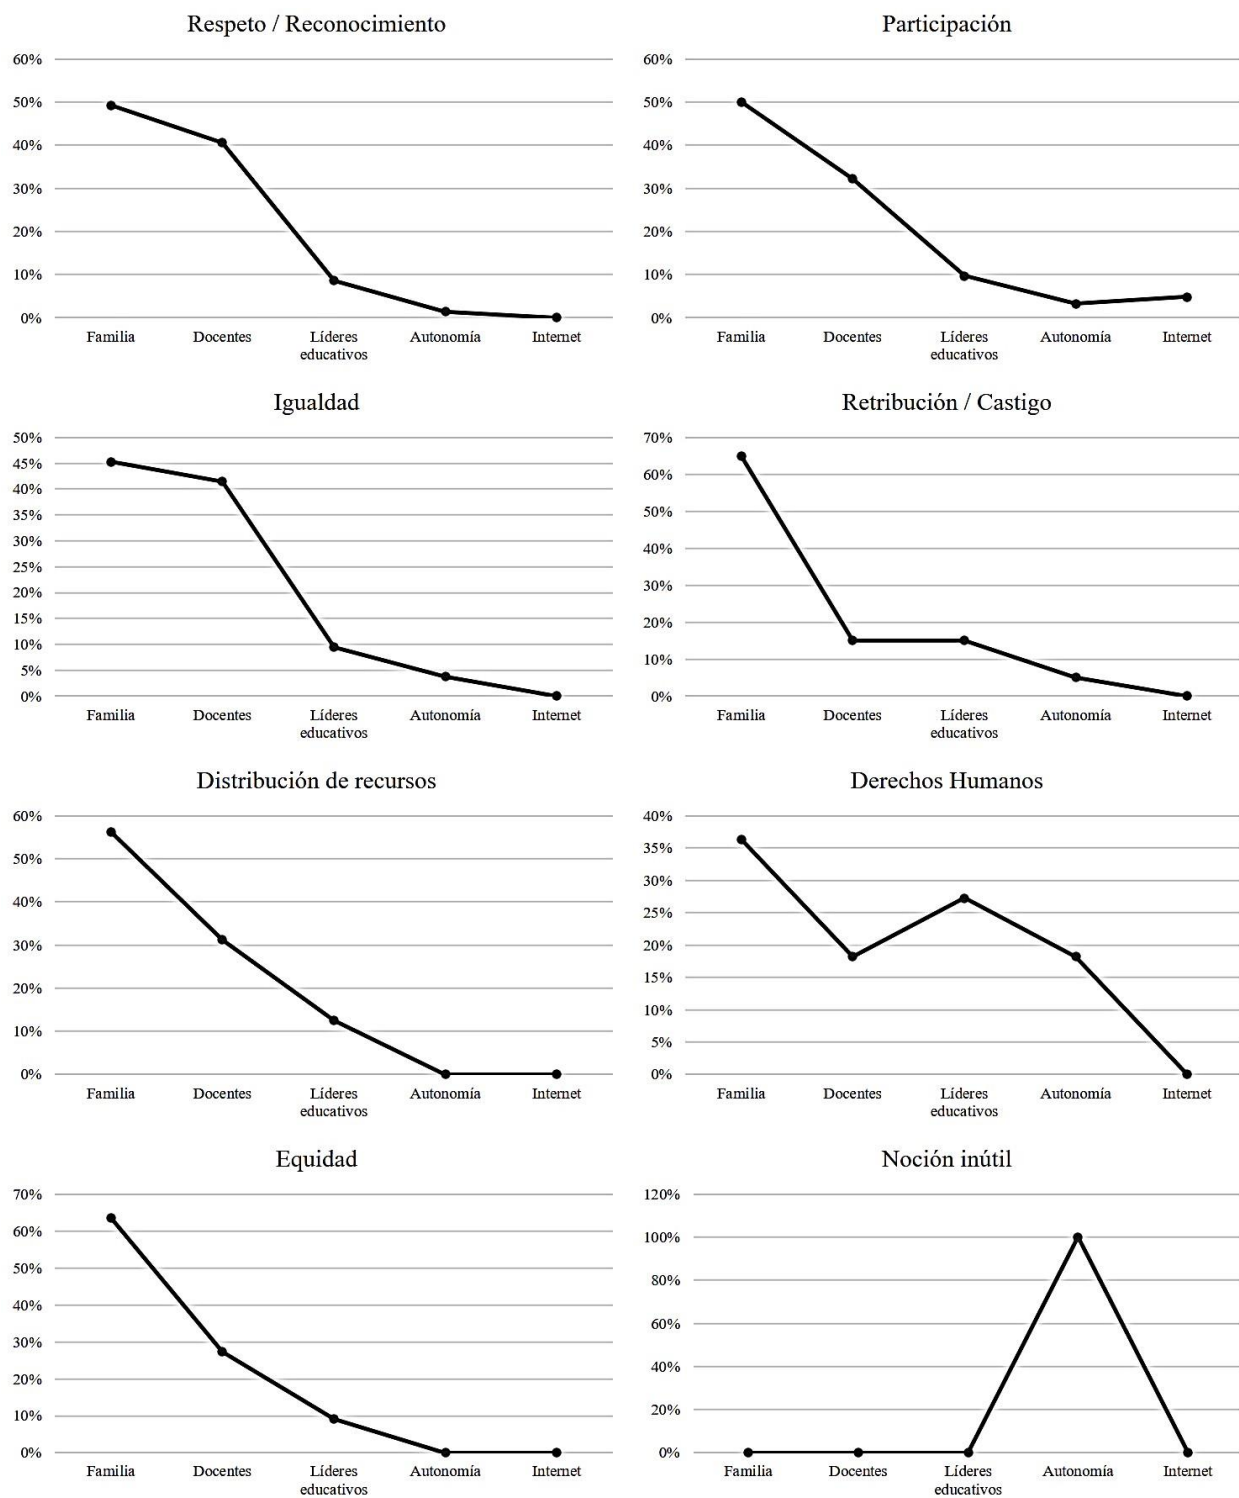 Respeto / Reconocimiento
60%
50%
40%
30%
20%
10%
0%
Familia
Docentes
Líderes
educativos
Autonomía
Internet
Participación
60%
50%
40%
30%
20%
10%
0%
Familia
Docentes
Líderes
educativos
Autonomía
Internet
Igualdad
50%
45%
40%
35%
30%
25%
20%
15%
10%
5%
0%
Familia
Docentes
Líderes
educativos
Autonomía
Internet
Retribución / Castigo
70%
60%
50%
40%
30%
20%
10%
0%
Familia
Docentes
Líderes
educativos
Autonomía
Internet
Distribución de recursos
60%
50%
40%
30%
20%
10%
0%
Familia
Docentes
Líderes
educativos
Autonomía
Internet
Derechos Humanos
40%
35%
30%
25%
20%
15%
10%
5%
0%
Familia
Docentes
Líderes
educativos
Autonomía
Internet
Equidad
70%
60%
50%
40%
30%
20%
10%
0%
Familia
Docentes
Líderes
educativos
Autonomía
Internet
Noción inútil
120%
100%
80%
60%
40%
20%
0%
Familia
Docentes
Líderes
educativos
Autonomía
Internet